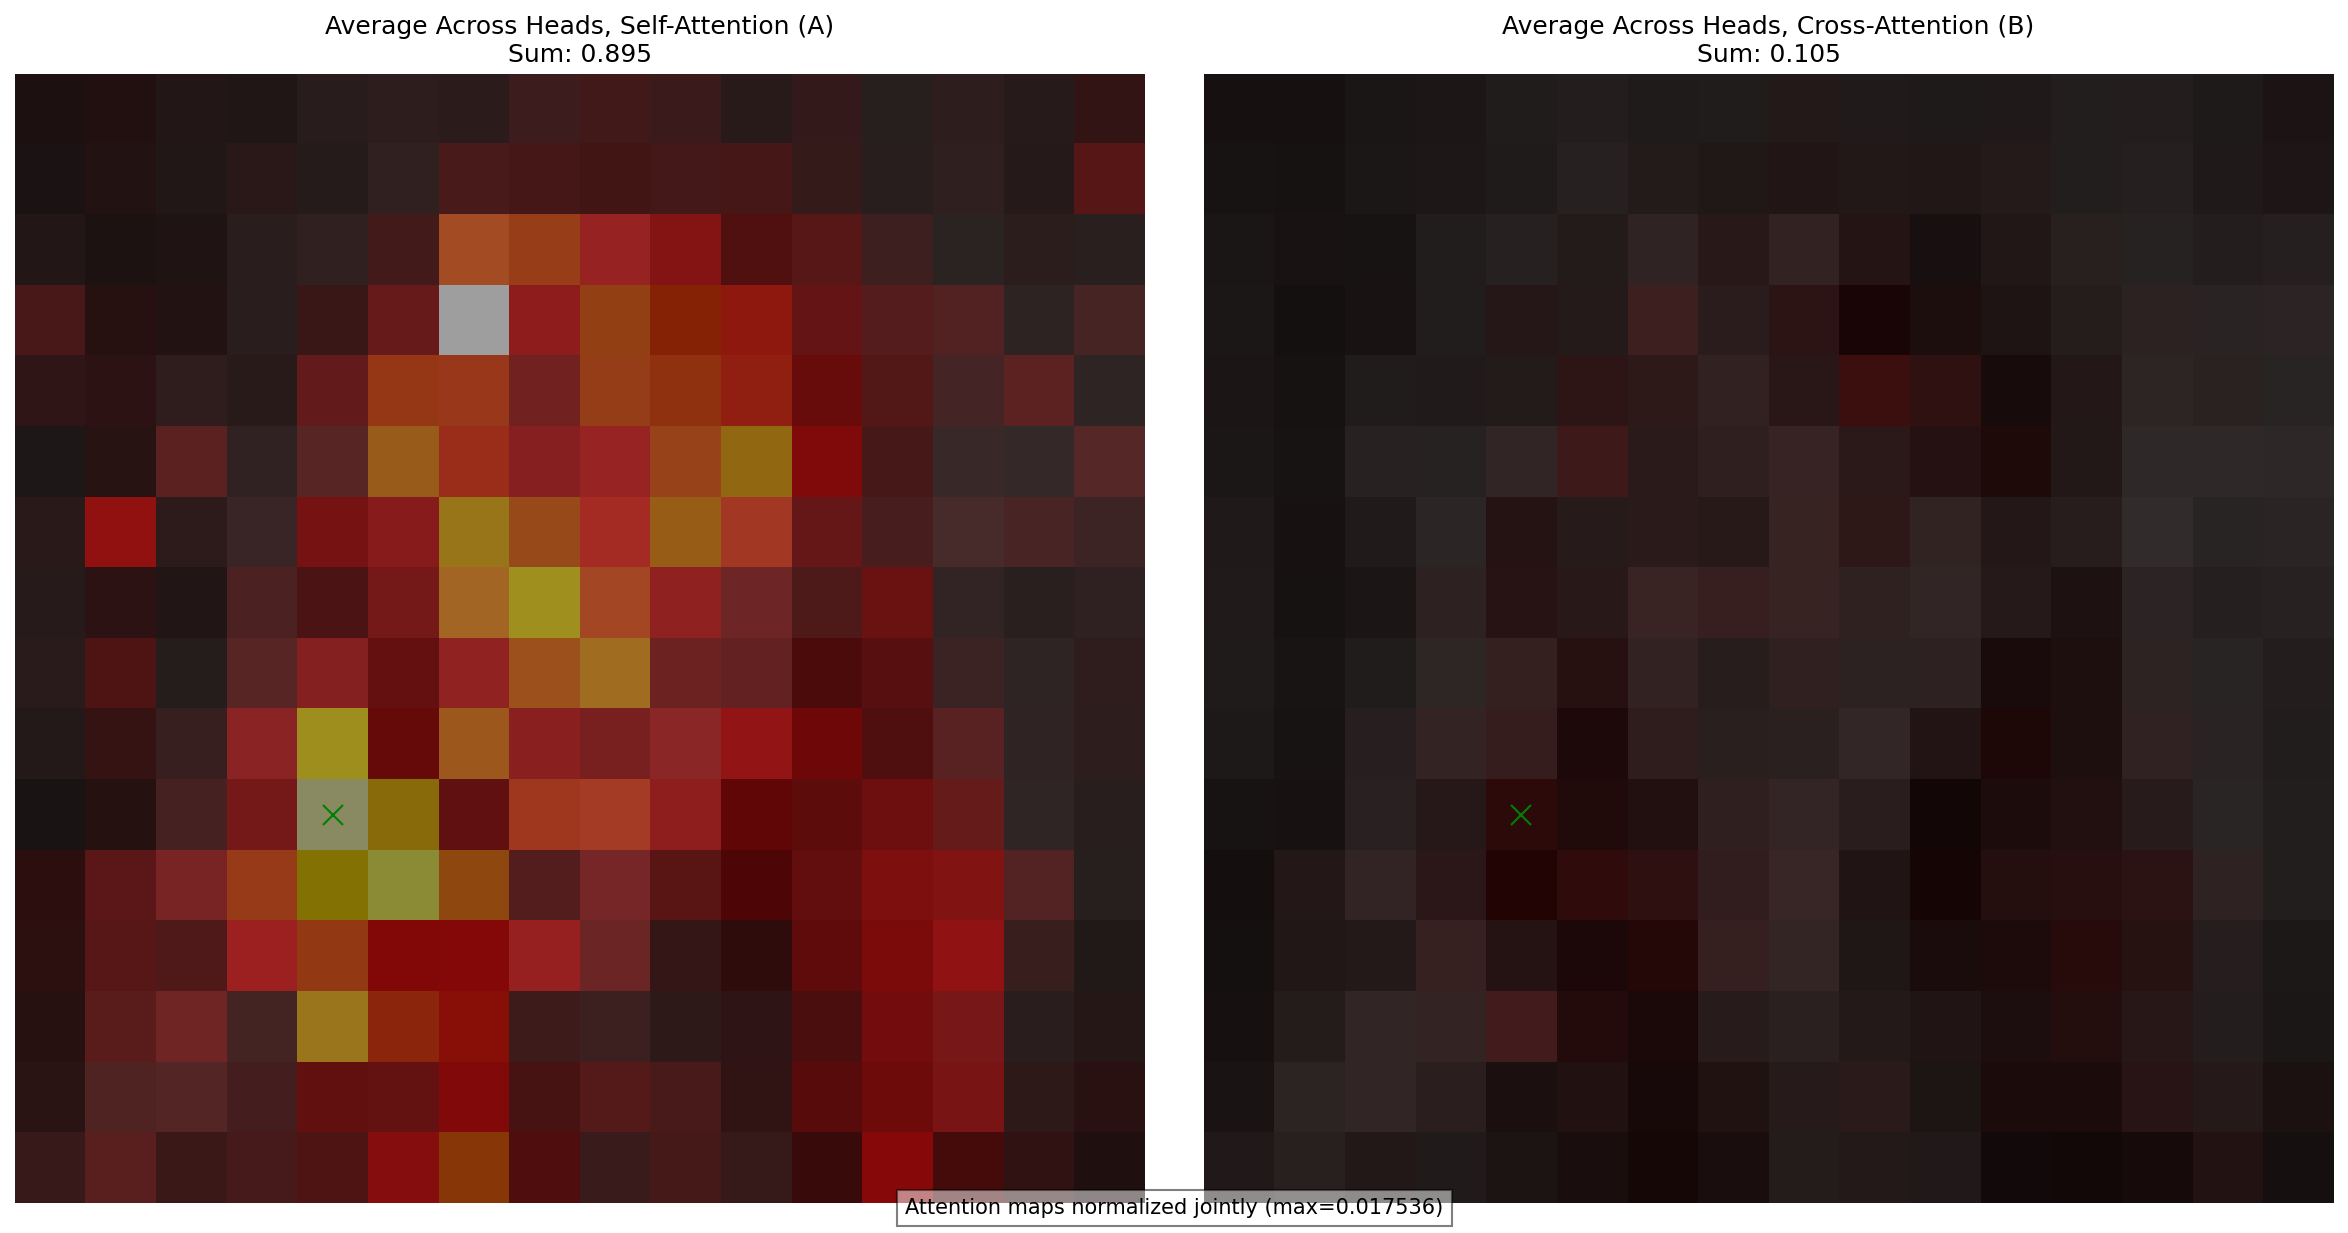 Average Across Heads, Self-Attention (A)
Sum: 0.895
Average Across Heads, Cross-Attention (B)
Sum: 0.105
Attention maps normalized jointly (max=0.017536)